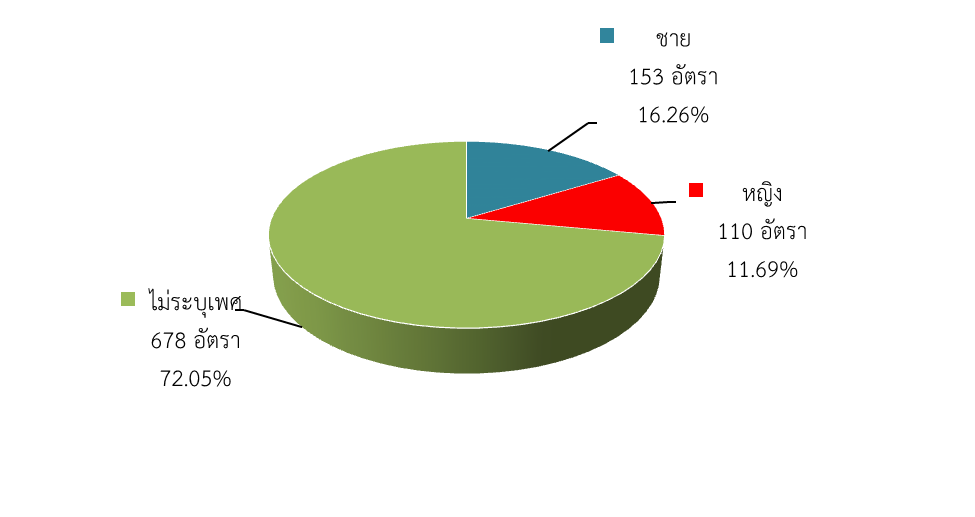 ชาย
153 อัตรา
16.26%
หญิง
110 อัตรา
11.69%
ไม่ระบุเพศ
678 อัตรา
72.05%